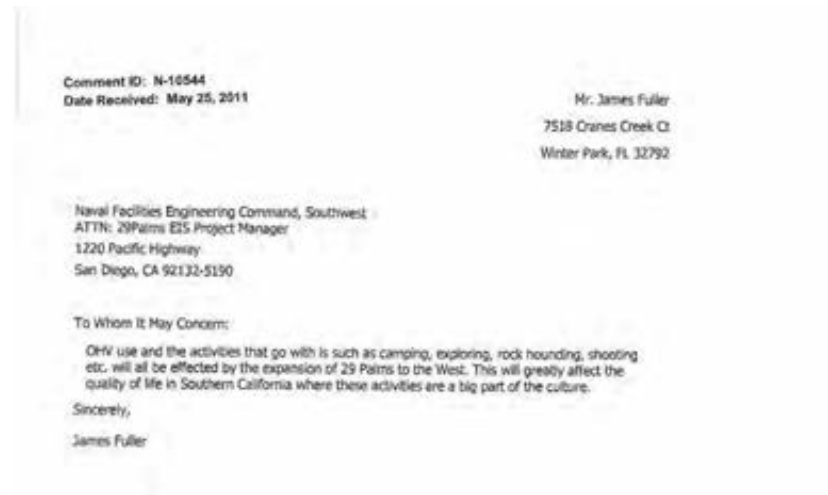 Comment ID: N-10544
Date Received: May 25, 2011
Mr. James Fuller
7518 Cranes Creek Ct
Winter Park, FL 32792
Naval Facilities Engineering Command, Southwest
ATTN: 29Palms EIS Project Manager
1220 Pacific Highway
San Diego, CA 92132-5190
To Whom It May Concern:
OHV use and the activities that go with is such as camping, exploring, rock hounding, shooting
etc. will all be effected by the expansion of 29 Palms to the West. This will greatly affect the
quality of life in Southern California where these activities are a big part of the culture.
Sincerely,
James Fuller